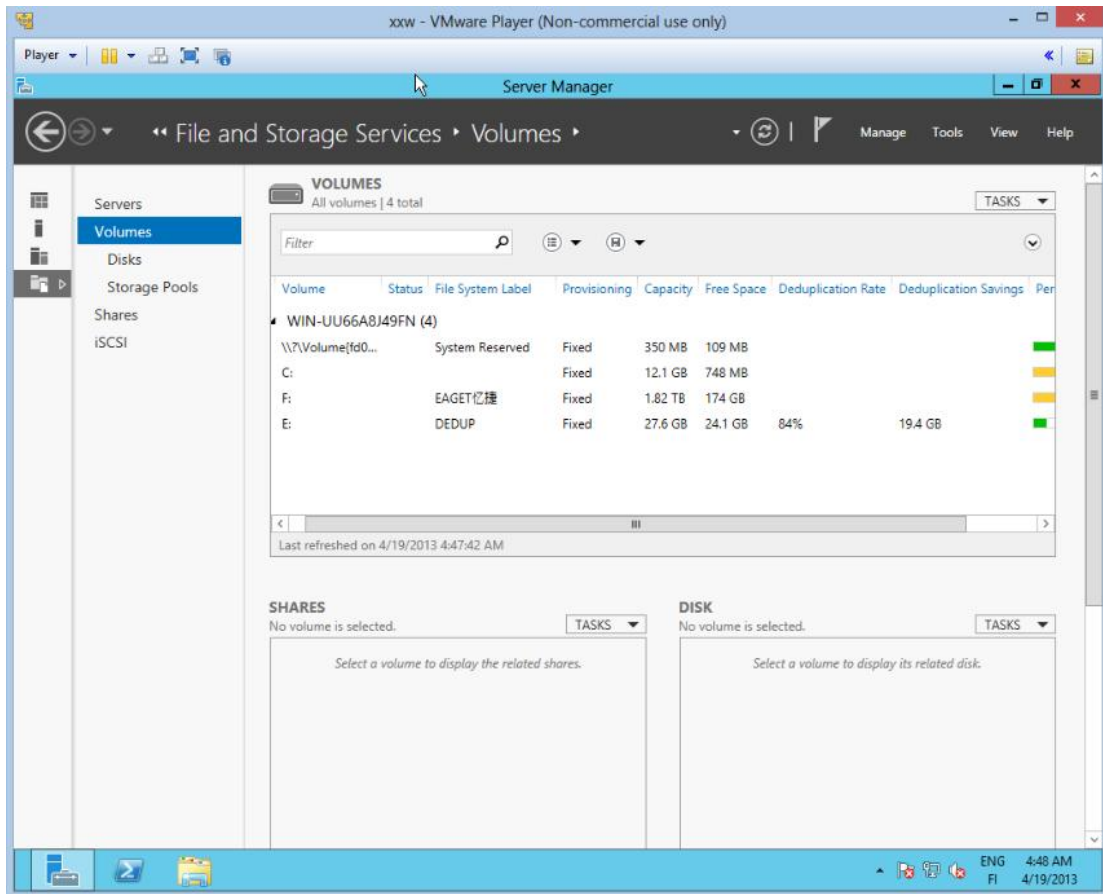 xxw - VMware Player (Non-commercial use only)
Player
Server Manager
File and Storage Services • Volumes
Manage Tools View Help
Servers
Volumes
Disks
Storage Pools
Shares
iSCSI
VOLUMES
All volumes | 4 total
TASKS
Filter
Volume Status File System Label Provisioning Capacity Free Space Deduplication Rate Deduplication Savings Per
WIN-UU66A8J49FN (4)
\\?\Volume{fd0... System Reserved Fixed 350 MB 109 MB
C: Fixed 12.1 GB 748 MB
F: EAGET忆捷 Fixed 1.82 TB 174 GB
E: DEDUP Fixed 27.6 GB 24.1 GB 84% 19.4 GB
Last refreshed on 4/19/2013 4:47:42 AM
SHARES
No volume is selected.
TASKS
Select a volume to display the related shares.
DISK
No volume is selected.
TASKS
Select a volume to display its related disk.
ENG 4:48 AM
FI 4/19/2013